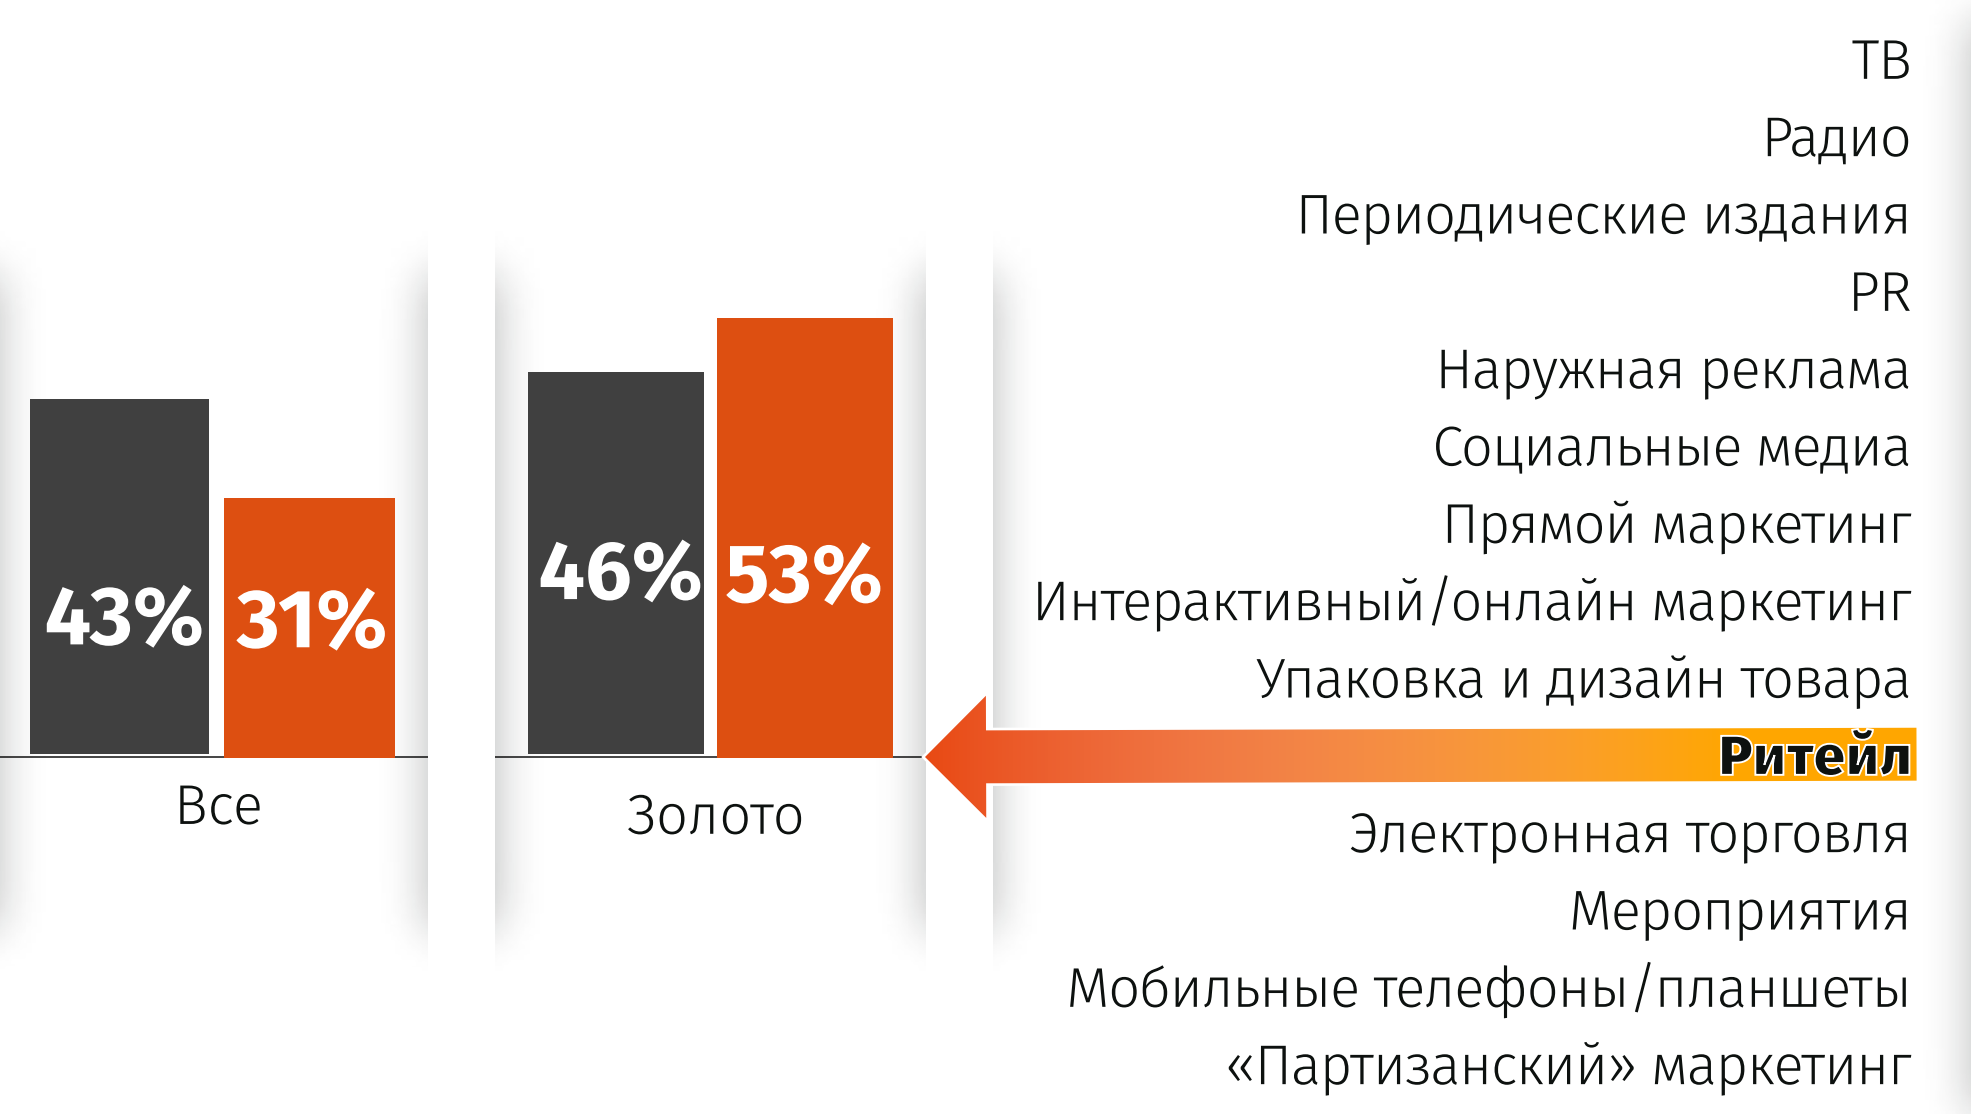 43%
31%
Все
46%
53%
Золото
ТВ
Радио
Периодические издания
PR
Наружная реклама
Социальные медиа
Прямой маркетинг
Интерактивный/онлайн маркетинг
Упаковка и дизайн товара
Ритейл
Электронная торговля
Мероприятия
Мобильные телефоны/планшеты
«Партизанский» маркетинг